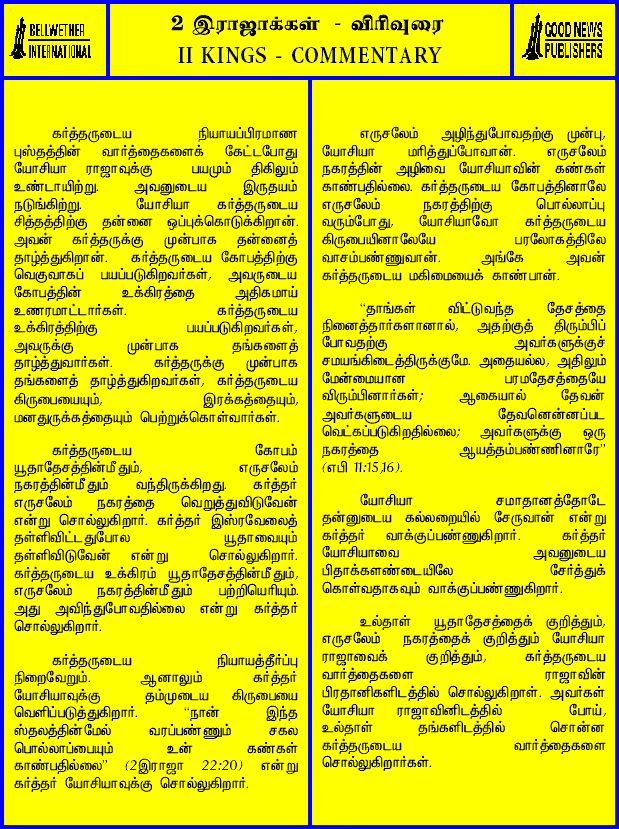 BELLWETHER
INTERNATIONAL
2 இராஜாக்கள் - விரிவுரை
II KINGS - COMMENTARY
GOOD NEWS
PUBLISHERS
கர்த்தருடைய நியாயப்பிரமாண
புஸ்தத்தின் வார்த்தைகளைக் கேட்டபோது
யோசியா ராஜாவுக்கு பயமும் திகிலும்
உண்டாயிற்று. அவனுடைய இருதயம்
நடுங்கிற்று. யோசியா கர்த்தருடைய
சித்தத்திற்கு தன்னை ஒப்புக்கொடுக்கிறான்.
அவன் கர்த்தருக்கு முன்பாக தன்னைத்
தாழ்த்துகிறான். கர்த்தருடைய கோபத்திற்கு
வெகுவாகப் பயப்படுகிறவர்கள், அவருடைய
கோபத்தின் உக்கிரத்தை அதிகமாய்
உணரமாட்டார்கள். கர்த்தருடைய
உக்கிரத்திற்கு பயப்படுகிறவர்கள்,
அவருக்கு முன்பாக தங்களைத்
தாழ்த்துவார்கள். கர்த்தருக்கு முன்பாக
தங்களைத் தாழ்த்துகிறவர்கள், கர்த்தருடைய
கிருபையையும், இரக்கத்தையும்,
மனதுருக்கத்தையும் பெற்றுக்கொள்வார்கள்.
கர்த்தருடைய கோபம்
யூதாதேசத்தின்மீதும், எருசலேம்
நகரத்தின்மீதும் வந்திருக்கிறது. கர்த்தர்
எருசலேம் நகரத்தை வெறுத்துவிடுவேன்
என்று சொல்லுகிறார். கர்த்தர் இஸ்ரவேலைத்
தள்ளிவிட்டதுபோல யூதாவையும்
தள்ளிவிடுவேன் என்று சொல்லுகிறார்.
கர்த்தருடைய உக்கிரம் யூதாதேசத்தின்மீதும்,
எருசலேம் நகரத்தின்மீதும் பற்றியெரியும்.
அது அவிந்துபோவதில்லை என்று கர்த்தர்
சொல்லுகிறார்.
கர்த்தருடைய நியாயத்தீர்ப்பு
நிறைவேறும். ஆனாலும் கர்த்தர்
யோசியாவுக்கு தம்முடைய கிருபையை
வெளிப்படுத்துகிறார். “நான் இந்த
ஸ்தலத்தின்மேல் வரப்பண்ணும் சகல
பொல்லாப்பையும் உன் கண்கள்
காண்பதில்லை” (2இராஜா 22:20) என்று
கர்த்தர் யோசியாவுக்கு சொல்லுகிறார்.
எருசலேம் அழிந்துபோவதற்கு முன்பு,
யோசியா மரித்துப்போவான். எருசலேம்
நகரத்தின் அழிவை யோசியாவின் கண்கள்
காண்பதில்லை. கர்த்தருடைய கோபத்தினாலே
எருசலேம் நகரத்திற்கு பொல்லாப்பு
வரும்போது, யோசியாவோ கர்த்தருடைய
கிருபையினாலேயே பரலோகத்திலே
வாசம்பண்ணுவான். அங்கே அவன்
கர்த்தருடைய மகிமையைக் காண்பான்.
“தாங்கள் விட்டுவந்த தேசத்தை
நினைத்தார்களானால், அதற்குத் திரும்பிப்
போவதற்கு அவர்களுக்குச்
சமயங்கிடைத்திருக்குமே. அதையல்ல, அதிலும்
மேன்மையான பரமதேசத்தையே
விரும்பினார்கள்; ஆகையால் தேவன்
அவர்களுடைய தேவனென்னப்பட
வெட்கப்படுகிறதில்லை; அவர்களுக்கு ஒரு
நகரத்தை ஆயத்தம்பண்ணினாரே”
(எபி 11:15,16).
யோசியா சமாதானத்தோடே
தன்னுடைய கல்லறையில் சேருவான் என்று
கர்த்தர் வாக்குப்பண்ணுகிறார். கர்த்தர்
யோசியாவை அவனுடைய
பிதாக்களண்டையிலே சேர்த்துக்
கொள்வதாகவும் வாக்குப்பண்ணுகிறார்.
உல்தாள் யூதாதேசத்தைக் குறித்தும்,
எருசலேம் நகரத்தைக் குறித்தும் யோசியா
ராஜாவைக் குறித்தும், கர்த்தருடைய
வார்த்தைகளை ராஜாவின்
பிரதானிகளிடத்தில் சொல்லுகிறாள். அவர்கள்
யோசியா ராஜாவினிடத்தில் போய்,
உல்தாள் தங்களிடத்தில் சொன்ன
கர்த்தருடைய வார்த்தைகளை
சொல்லுகிறார்கள்.